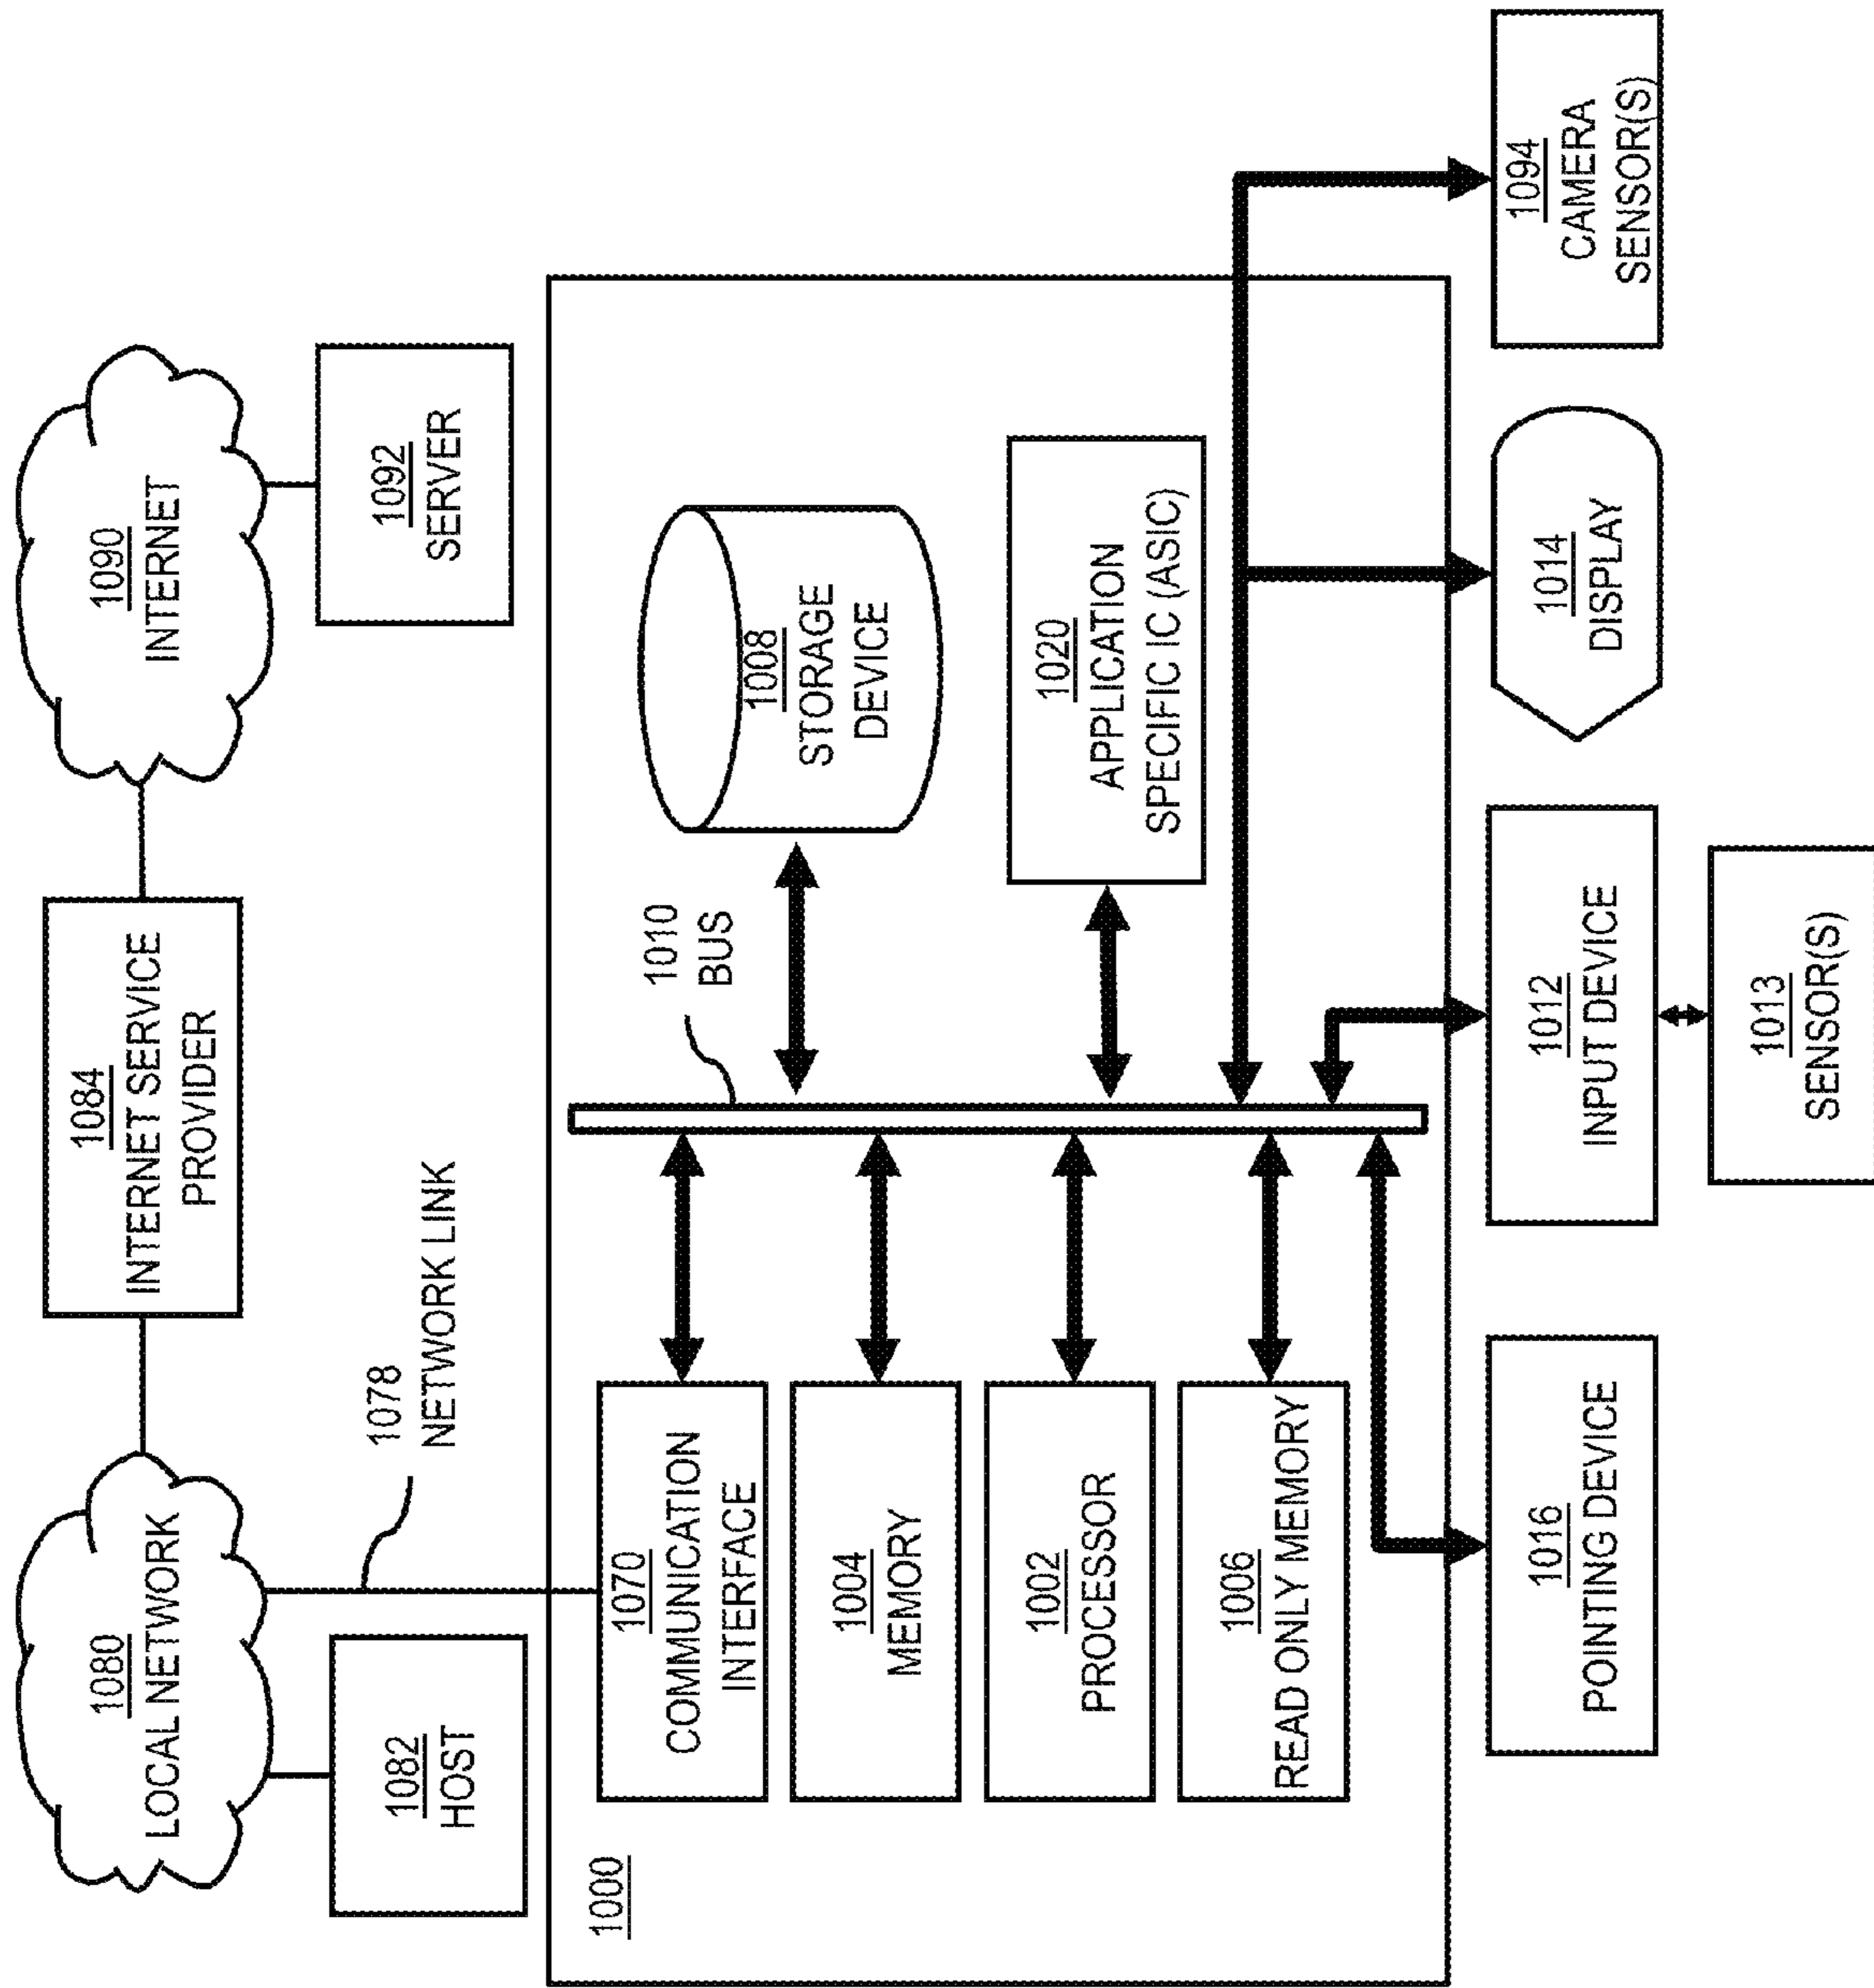 1080
LOCAL NETWORK
1084
INTERNET SERVICE
PROVIDER
1090
INTERNET
1082
HOST
1078
NETWORK LINK
1092
SERVER
1000
1070
COMMUNICATION
INTERFACE
1004
MEMORY
1002
PROCESSOR
1006
READ ONLY MEMORY
1010
BUS
1008
STORAGE
DEVICE
1020
APPLICATION
SPECIFIC IC (ASIC)
1016
POINTING DEVICE
1012
INPUT DEVICE
1013
SENSOR(S)
1014
DISPLAY
1094
CAMERA
SENSOR(S)